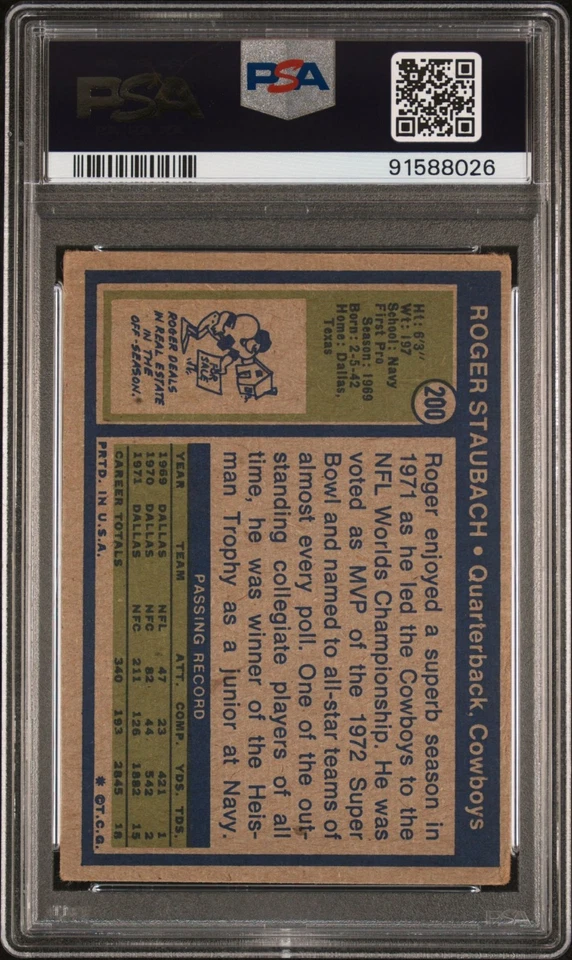 PSA
PSA
91588026
ROGER STAUBACH • Quarterback, Cowboys
200
Ht: 6'3"
Wt: 197
School: Navy
First Pro
Season: 1969
Born: 2-5-42
Home: Dallas,
Texas
FOR
SALE
ROGER DEALS
IN REAL ESTATE
IN THE
OFF-SEASON.
Roger enjoyed a superb season in
1971 as he led the Cowboys to the
NFL Worlds Championship. He was
voted as MVP of the 1972 Super
Bowl and named to all-star teams of
almost every poll. One of the out-
standing collegiate players of all
time, he was winner of the Heis-
man Trophy as a junior at Navy.
PASSING RECORD
YEAR TEAM ATT. COMP. YDS. TDS.
1969 DALLAS NFL 47 23 421 1
1970 DALLAS NFC 82 44 542 2
1971 DALLAS NFC 211 126 1882 15
CAREER TOTALS 340 193 2845 18
PRTD. IN U.S.A. * ©T.C.G.
PSA